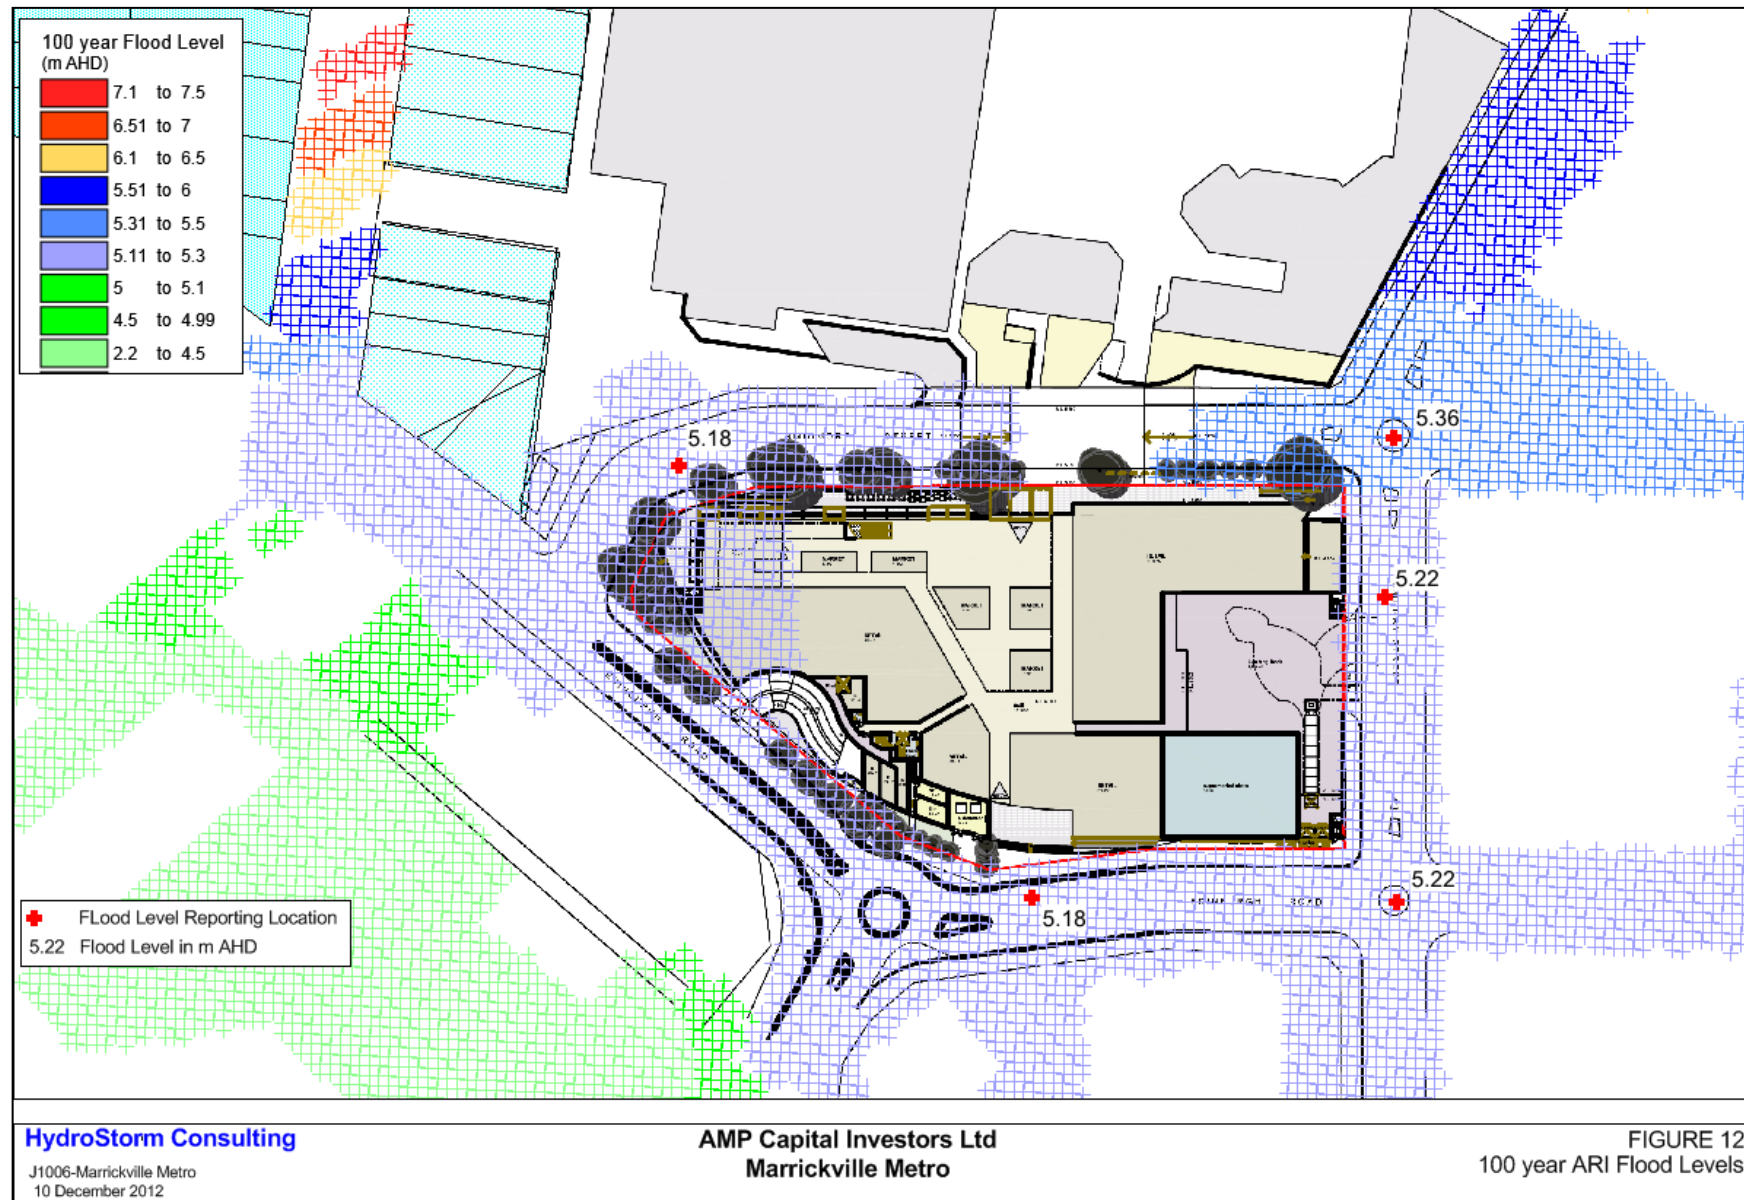 100 year Flood Level
(m AHD)
7.1 to 7.5
6.51 to 7
6.1 to 6.5
5.51 to 6
5.31 to 5.5
5.11 to 5.3
5 to 5.1
4.5 to 4.99
2.2 to 4.5
5.18
STREET
5.36
5.22
ROAD
5.22
5.18
ROAD
FLood Level Reporting Location
5.22 Flood Level in m AHD
HydroStorm Consulting
J1006-Marrickville Metro
10 December 2012
AMP Capital Investors Ltd
Marrickville Metro
FIGURE 12
100 year ARI Flood Levels